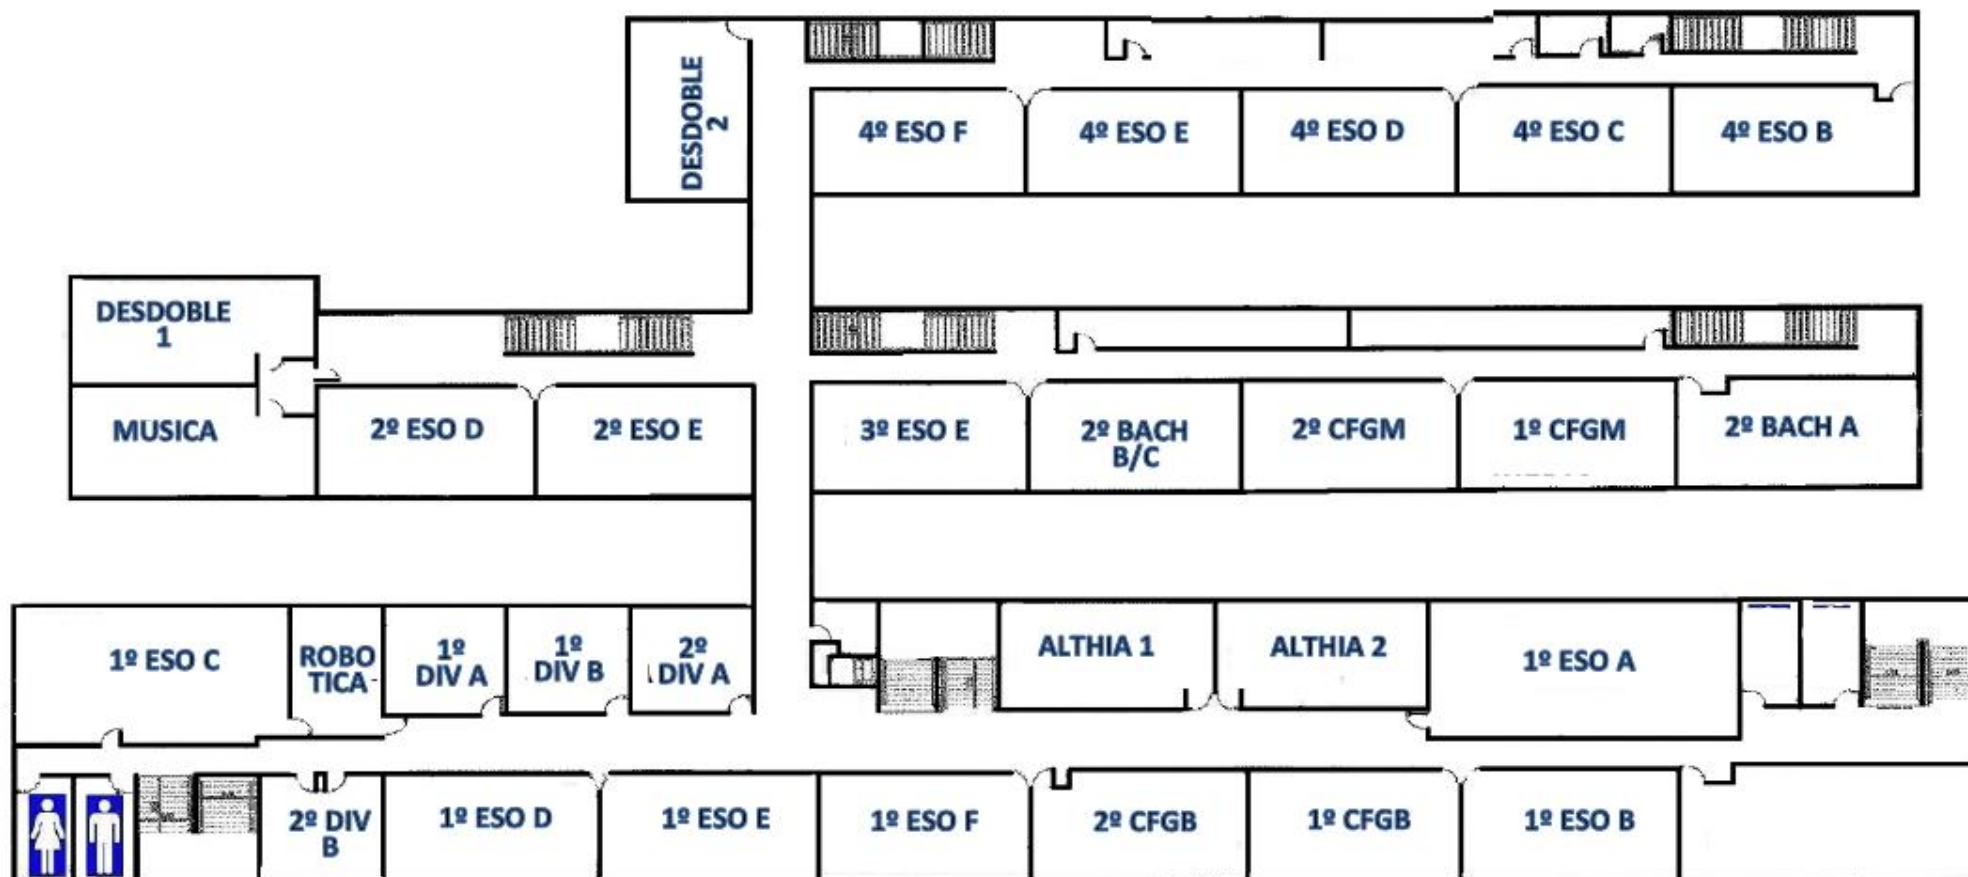 DESDOBLE
2
4º ESO F
4º ESO E
4º ESO D
4º ESO C
4º ESO B
DESDOBLE
1
MUSICA
2º ESO D
2º ESO E
3º ESO E
2º BACH
B/C
2º CFGM
1º CFGM
2º BACH A
1º ESO C
ROBO
TICA
1º
DIV A
1º
DIV B
2º
DIV A
ALTHIA 1
ALTHIA 2
1º ESO A
2º DIV
B
1º ESO D
1º ESO E
1º ESO F
2º CFGB
1º CFGB
1º ESO B